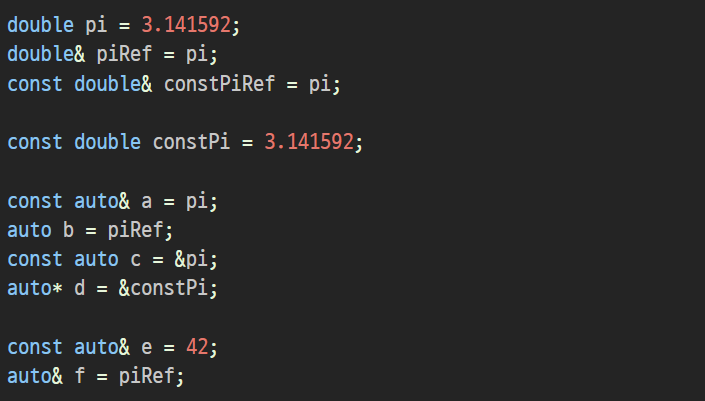 double pi = 3.141592;
double& piRef = pi;
const double& constPiRef = pi;
const double constPi = 3.141592;
const auto& a = pi;
auto b = piRef;
const auto c = &pi;
auto* d = &constPi;
const auto& e = 42;
auto& f = piRef;